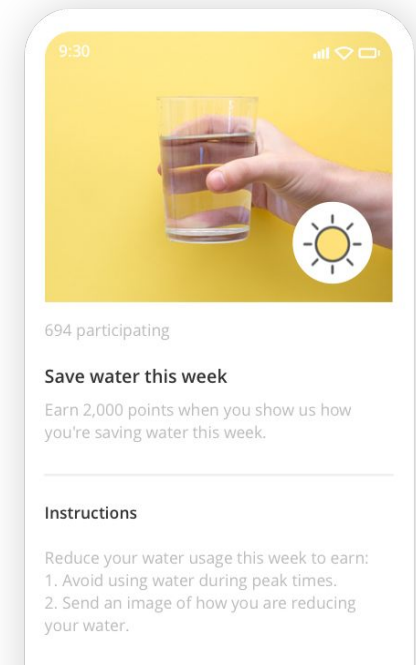 9:30
694 participating
Save water this week
Earn 2,000 points when you show us how
you're saving water this week.
Instructions
Reduce your water usage this week to earn:
1. Avoid using water during peak times.
2. Send an image of how you are reducing
your water.